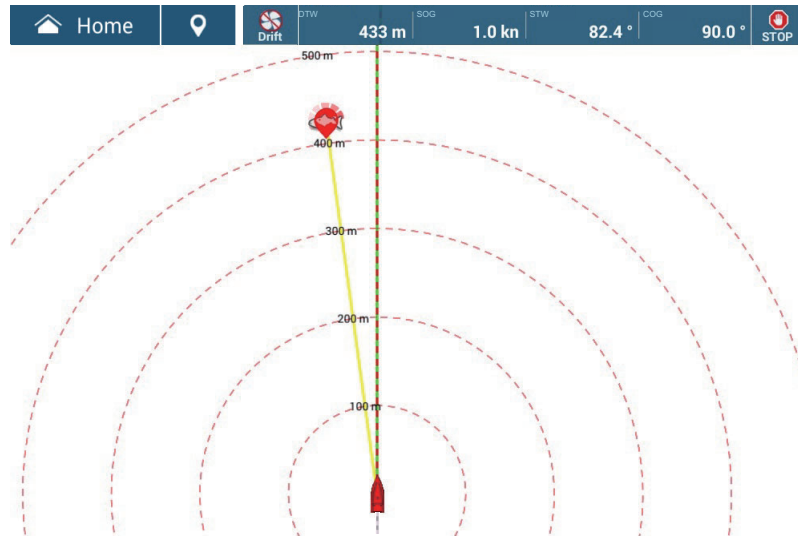 Home
Drift
DTW
433 m
SOG
1.0 kn
STW
82.4 °
COG
90.0 °
STOP
500 m
400 m
300 m
200 m
100 m